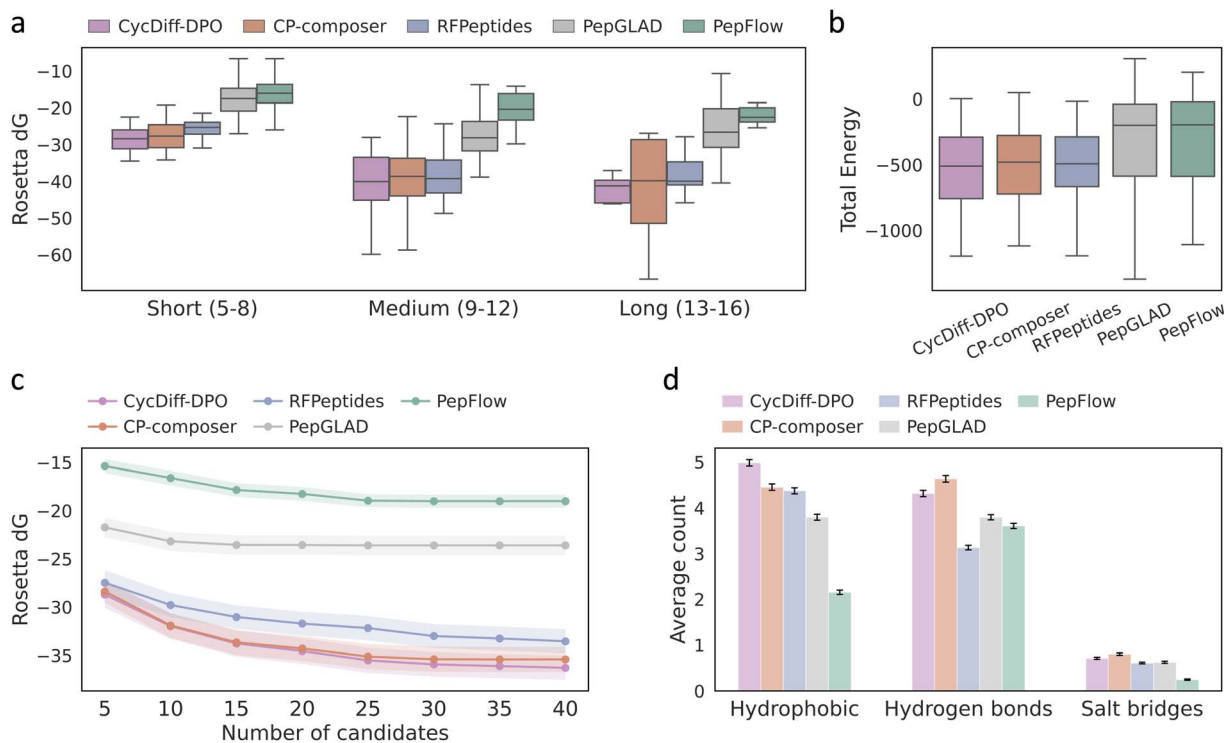 a
CycDiff-DPO CP-composer RFPeptides PepGLAD PepFlow
Rosetta dG
−10
−20
−30
−40
−50
−60
Short (5-8) Medium (9-12) Long (13-16)
b
Total Energy
0
−500
−1000
CycDiff-DPO CP-composer RFPeptides PepGLAD PepFlow
c
CycDiff-DPO RFPeptides PepFlow
CP-composer PepGLAD
Rosetta dG
−15
−20
−25
−30
−35
5 10 15 20 25 30 35 40
Number of candidates
d
CycDiff-DPO RFPeptides PepFlow
CP-composer PepGLAD
Average count
5
4
3
2
1
0
Hydrophobic Hydrogen bonds Salt bridges